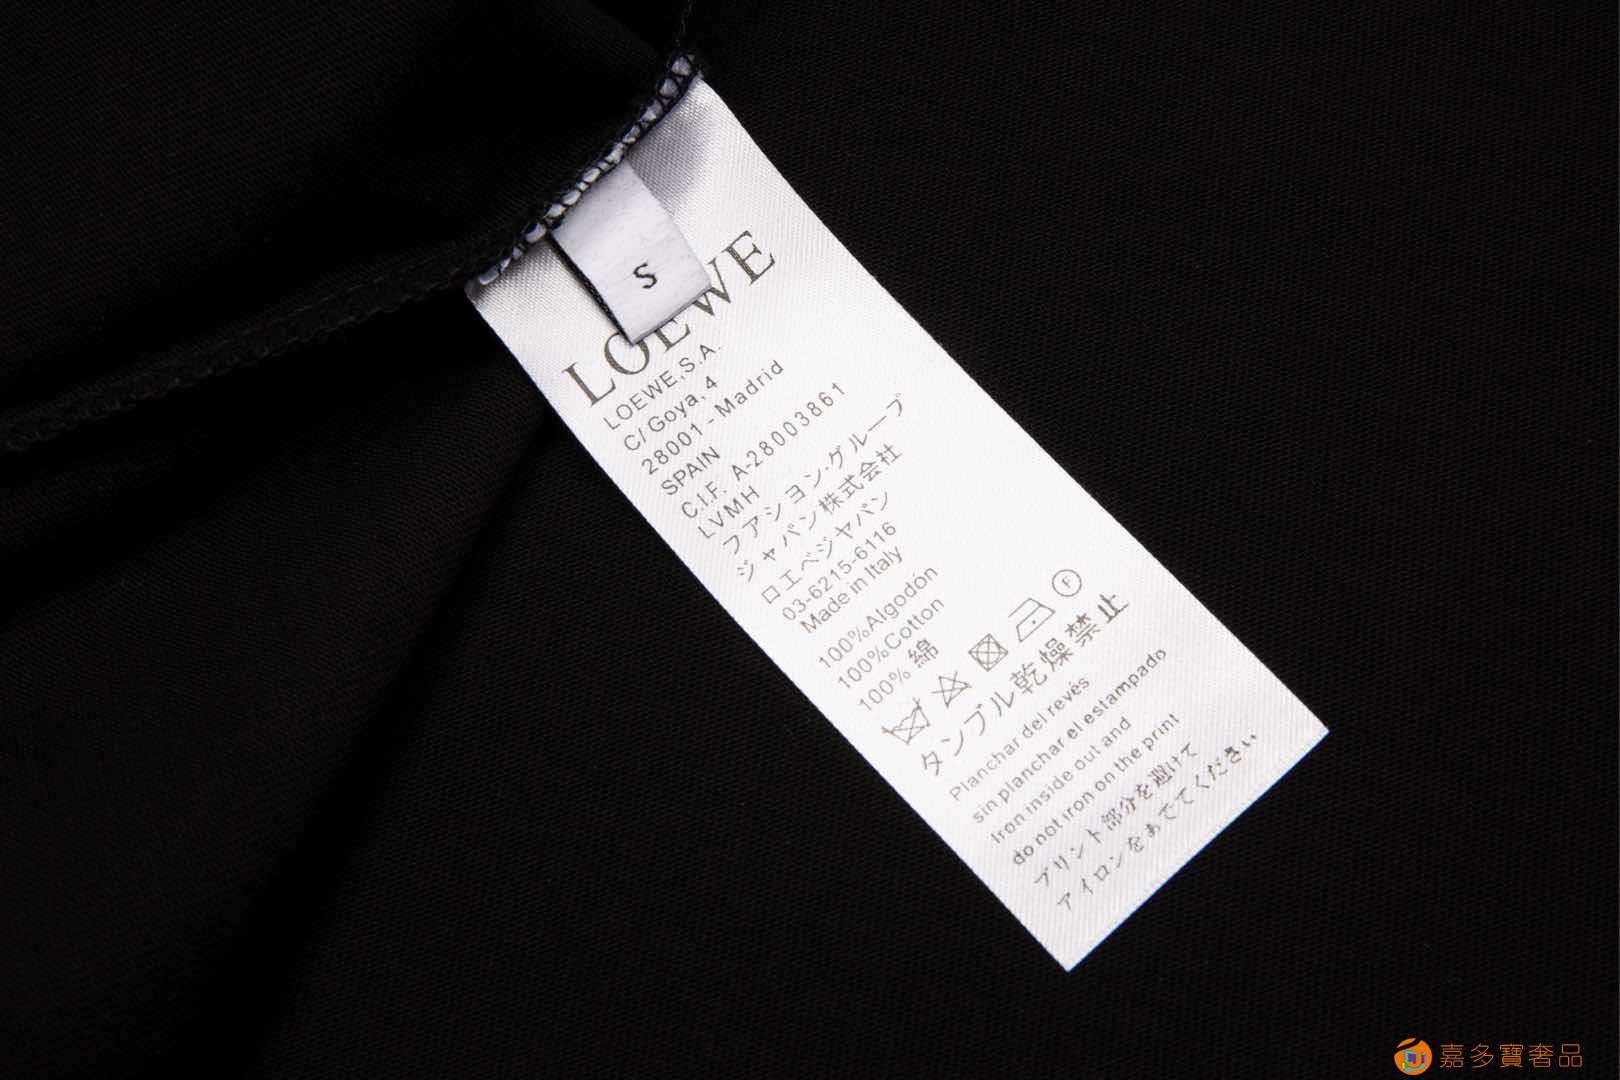 S
LOEWE
LOEWE,S.A.
C/ Goya, 4
28001 - Madrid
SPAIN
C.I.F. A-28003861
LVMH
フアシヨン·グループ
ジャパン株式会社
ロエベジヤパン
03-6215-6116
Made in Italy
100%Algodón
100%Cotton
100% 綿
F
タンブル乾燥禁止
Planchar del revés
sin planchar el estampado
Iron inside out and
do not iron on the print
プリント部分を避けて
アイロンをあててください
嘉多寶奢品